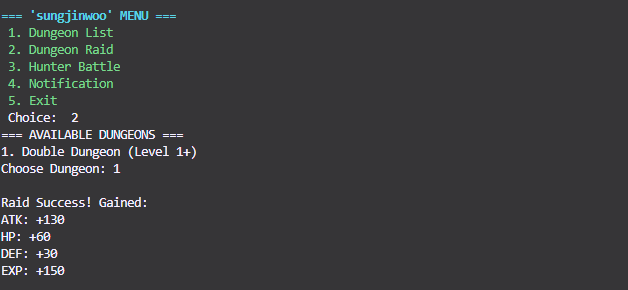 === 'sungjinwoo' MENU ===
1. Dungeon List
2. Dungeon Raid
3. Hunter Battle
4. Notification
5. Exit
Choice:  2
=== AVAILABLE DUNGEONS ===
1. Double Dungeon (Level 1+)
Choose Dungeon: 1
Raid Success! Gained:
ATK: +130
HP: +60
DEF: +30
EXP: +150